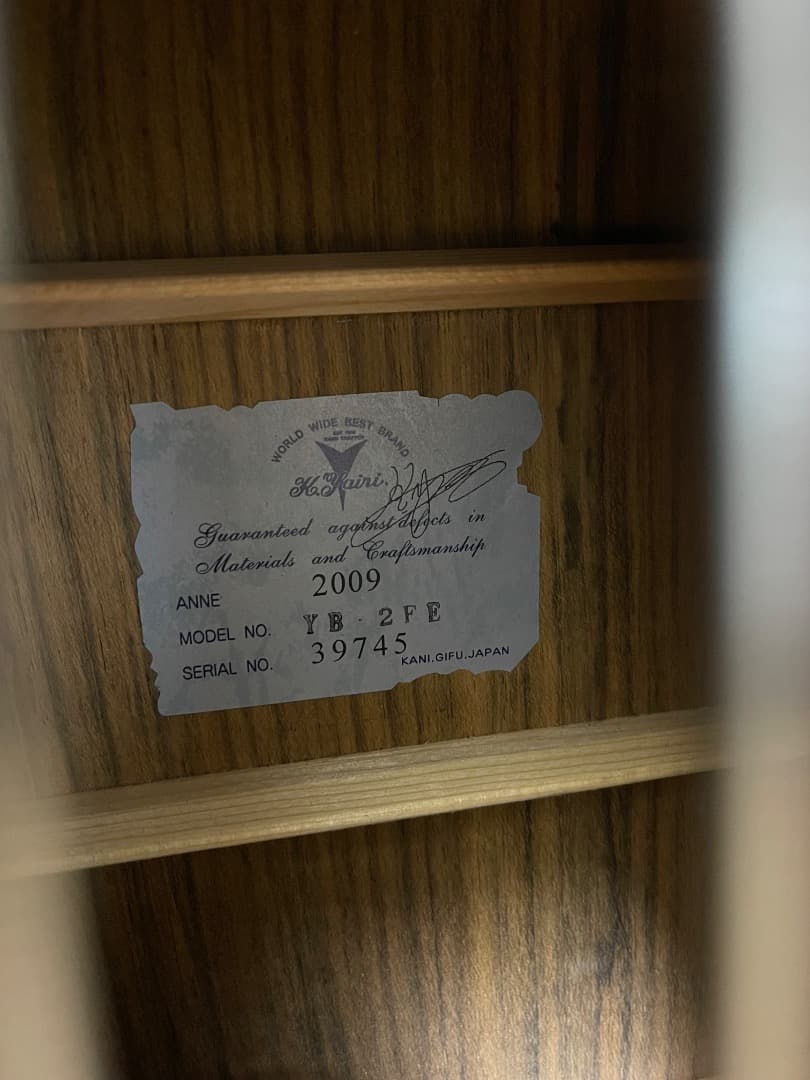 WORLD WIDE BEST BRAND
K.Yairi.
Guaranteed against defects in
Materials and Craftsmanship
ANNE 2009
MODEL NO. YB-2FE
SERIAL NO. 39745
KANI.GIFU.JAPAN